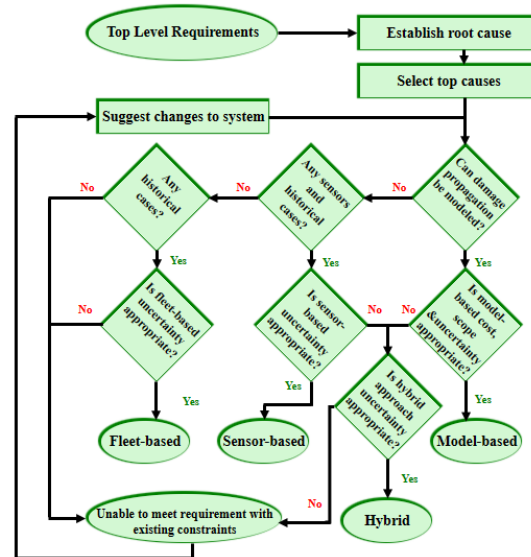 Top Level Requirements
Establish root cause
Select top causes
Suggest changes to system
Any
historical
cases?
Any sensors
and
historical
cases?
Can damage
propagation
be modeled?
No
No
No
Yes
Yes
Yes
Is fleet-based
uncertainty
appropriate?
Is sensor-
based
uncertainty
appropriate?
Is model-
based cost,
scope
&uncertainty
appropriate?
No
No
No
Is hybrid
approach
uncertainty
appropriate?
Yes
Yes
Yes
Fleet-based
Sensor-based
Model-based
Yes
No
Unable to meet requirement with
existing constraints
Hybrid